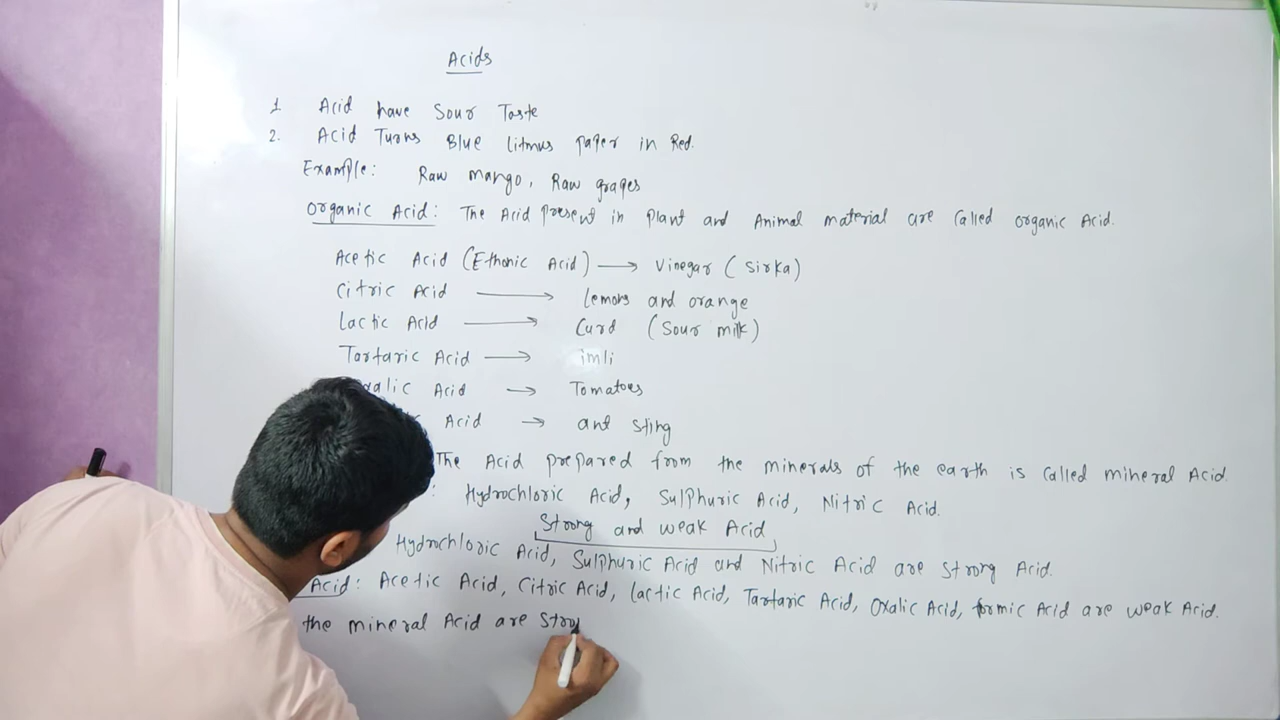 Acids
1. Acid have Sour Taste
2. Acid Turns Blue litmus paper in Red.
Example: Raw mango, Raw grapes
Organic Acid: The Acid present in plant and Animal material are called organic Acid.
Acetic Acid (Ethonic Acid) → Vinegar (Sirka)
Citric Acid → Lemons and orange
Lactic Acid → Curd (Sour milk)
Tartaric Acid → imli
alic Acid → Tomatoes
Acid → ant sting
The Acid prepared from the minerals of the earth is called mineral Acid.
: Hydrochloric Acid, Sulphuric Acid, Nitric Acid.
Strong and weak Acid
Hydrochloric Acid, Sulphuric Acid and Nitric Acid are Strong Acid.
Acid: Acetic Acid, Citric Acid, Lactic Acid, Tartaric Acid, Oxalic Acid, formic Acid are weak Acid.
the mineral Acid are Stron